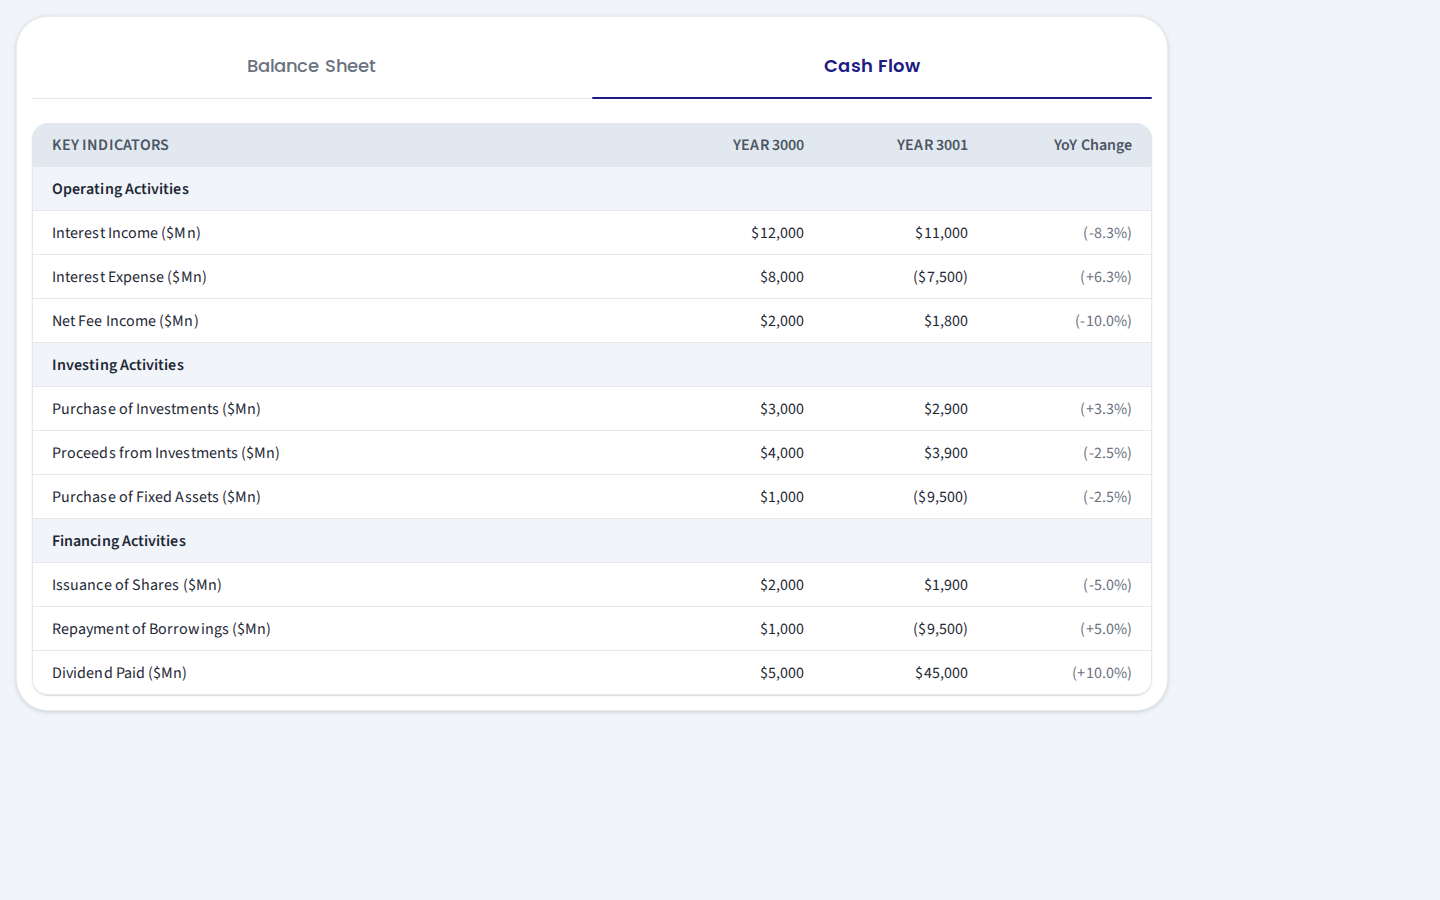 Balance Sheet Cash Flow
KEY INDICATORS YEAR 3000 YEAR 3001 YoY Change
Operating Activities
Interest Income ($Mn) $12,000 $11,000 (-8.3%)
Interest Expense ($Mn) $8,000 ($7,500) (+6.3%)
Net Fee Income ($Mn) $2,000 $1,800 (-10.0%)
Investing Activities
Purchase of Investments ($Mn) $3,000 $2,900 (+3.3%)
Proceeds from Investments ($Mn) $4,000 $3,900 (-2.5%)
Purchase of Fixed Assets ($Mn) $1,000 ($9,500) (-2.5%)
Financing Activities
Issuance of Shares ($Mn) $2,000 $1,900 (-5.0%)
Repayment of Borrowings ($Mn) $1,000 ($9,500) (+5.0%)
Dividend Paid ($Mn) $5,000 $45,000 (+10.0%)